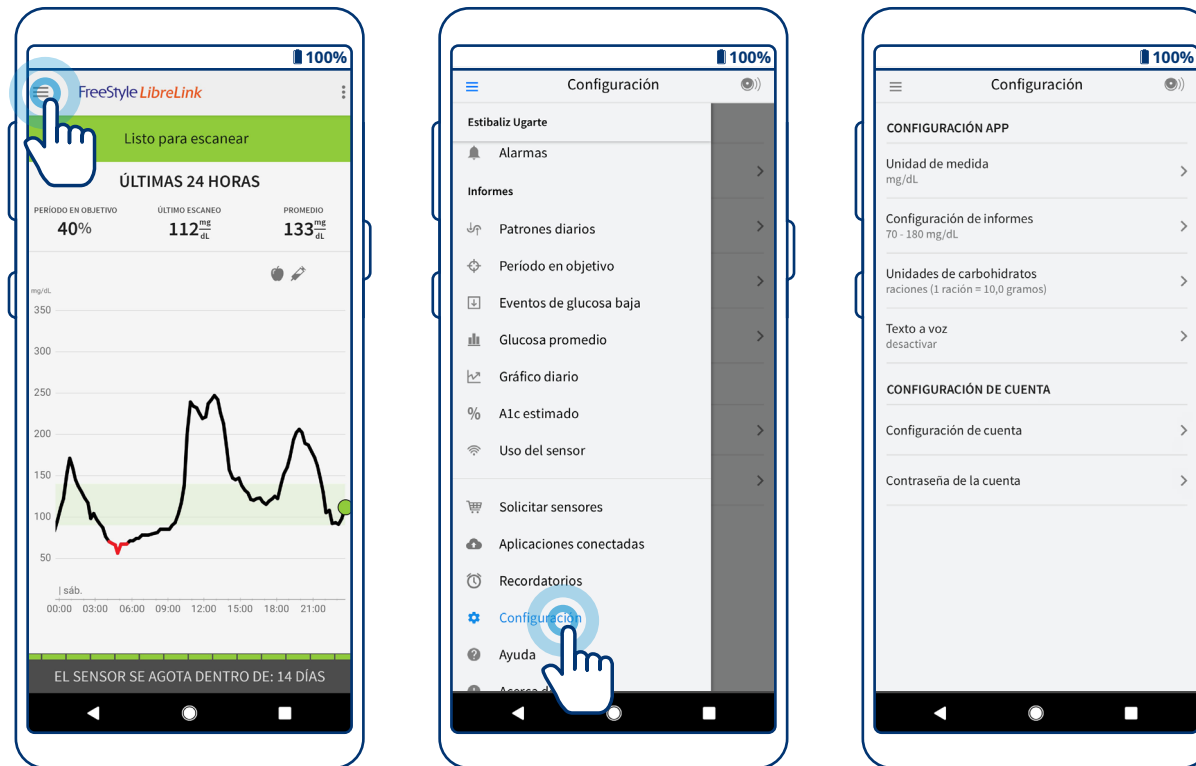 100%
FreeStyle LibreLink
Listo para escanear
ÚLTIMAS 24 HORAS
PERÍODO EN OBJETIVO
40%
ÚLTIMO ESCANEO
112 mg/dL
PROMEDIO
133 mg/dL
mg/dL
350
300
250
200
150
100
50
sáb.
00:00 03:00 06:00 09:00 12:00 15:00 18:00 21:00
EL SENSOR SE AGOTA DENTRO DE: 14 DÍAS
100%
Configuración
Estibaliz Ugarte
Alarmas
Informes
Patrones diarios
Período en objetivo
Eventos de glucosa baja
Glucosa promedio
Gráfico diario
% A1c estimado
Uso del sensor
Solicitar sensores
Aplicaciones conectadas
Recordatorios
Configuración
Ayuda
Acerca d
100%
Configuración
CONFIGURACIÓN APP
Unidad de medida
mg/dL
Configuración de informes
70 - 180 mg/dL
Unidades de carbohidratos
raciones (1 ración = 10,0 gramos)
Texto a voz
desactivar
CONFIGURACIÓN DE CUENTA
Configuración de cuenta
Contraseña de la cuenta